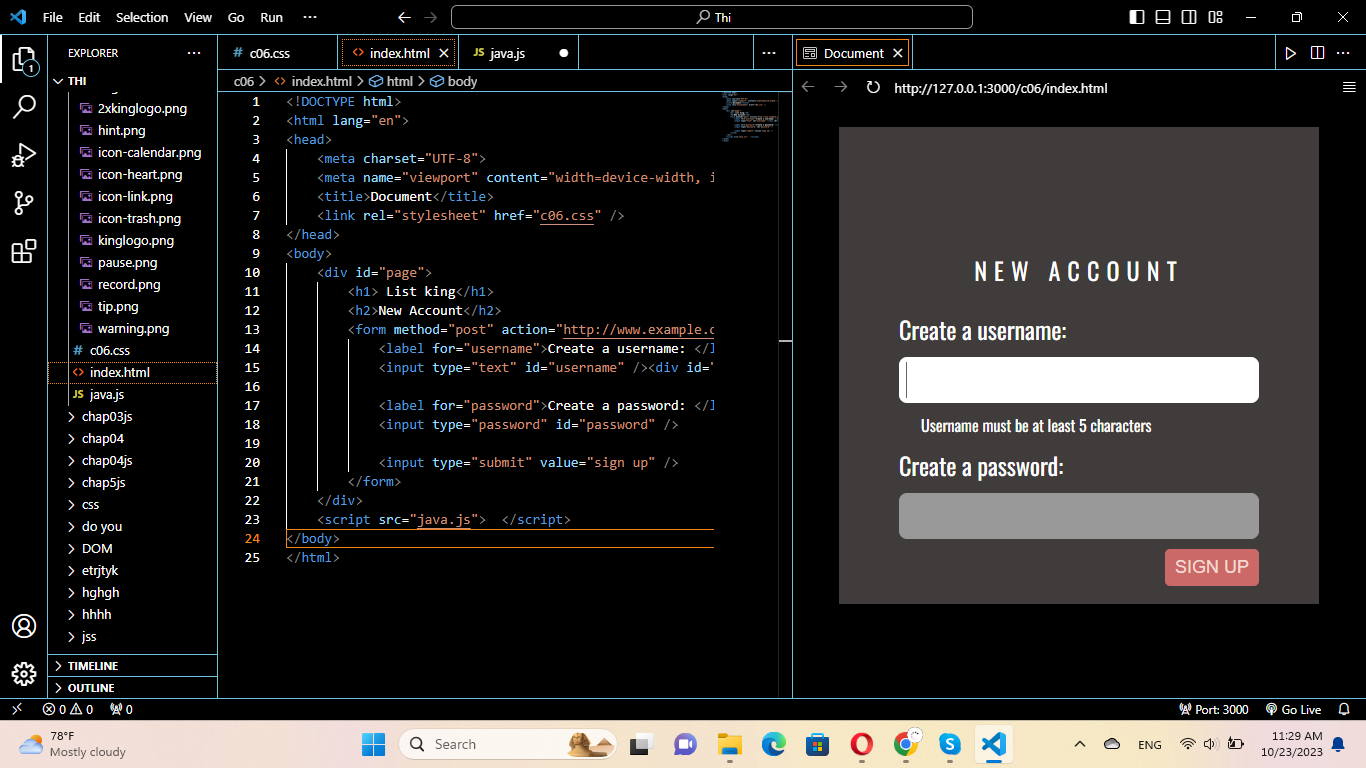 File Edit Selection View Go Run ··· Thi
EXPLORER ···
THI
2xkinglogo.png
hint.png
icon-calendar.png
icon-heart.png
icon-link.png
icon-trash.png
kinglogo.png
pause.png
record.png
tip.png
warning.png
# c06.css
<> index.html
JS java.js
> chap03js
> chap04
> chap04js
> chap5js
> css
> do you
> DOM
> etrjtyk
> hghgh
> hhhh
> jss
> TIMELINE
> OUTLINE
# c06.css <> index.html JS java.js ···
c06 > <> index.html > html > body
1 <!DOCTYPE html>
2 <html lang="en">
3 <head>
4 <meta charset="UTF-8">
5 <meta name="viewport" content="width=device-width, i
6 <title>Document</title>
7 <link rel="stylesheet" href="c06.css" />
8 </head>
9 <body>
10 <div id="page">
11 <h1> List king</h1>
12 <h2>New Account</h2>
13 <form method="post" action="http://www.example.c
14 <label for="username">Create a username: </l
15 <input type="text" id="username" /><div id="
16
17 <label for="password">Create a password: </l
18 <input type="password" id="password" />
19
20 <input type="submit" value="sign up" />
21 </form>
22 </div>
23 <script src="java.js"> </script>
24 </body>
25 </html>
Document ···
http://127.0.0.1:3000/c06/index.html
NEW ACCOUNT
Create a username:
Username must be at least 5 characters
Create a password:
SIGN UP
0 0 0 Port: 3000 Go Live
78°F
Mostly cloudy
Search
ENG
11:29 AM
10/23/2023